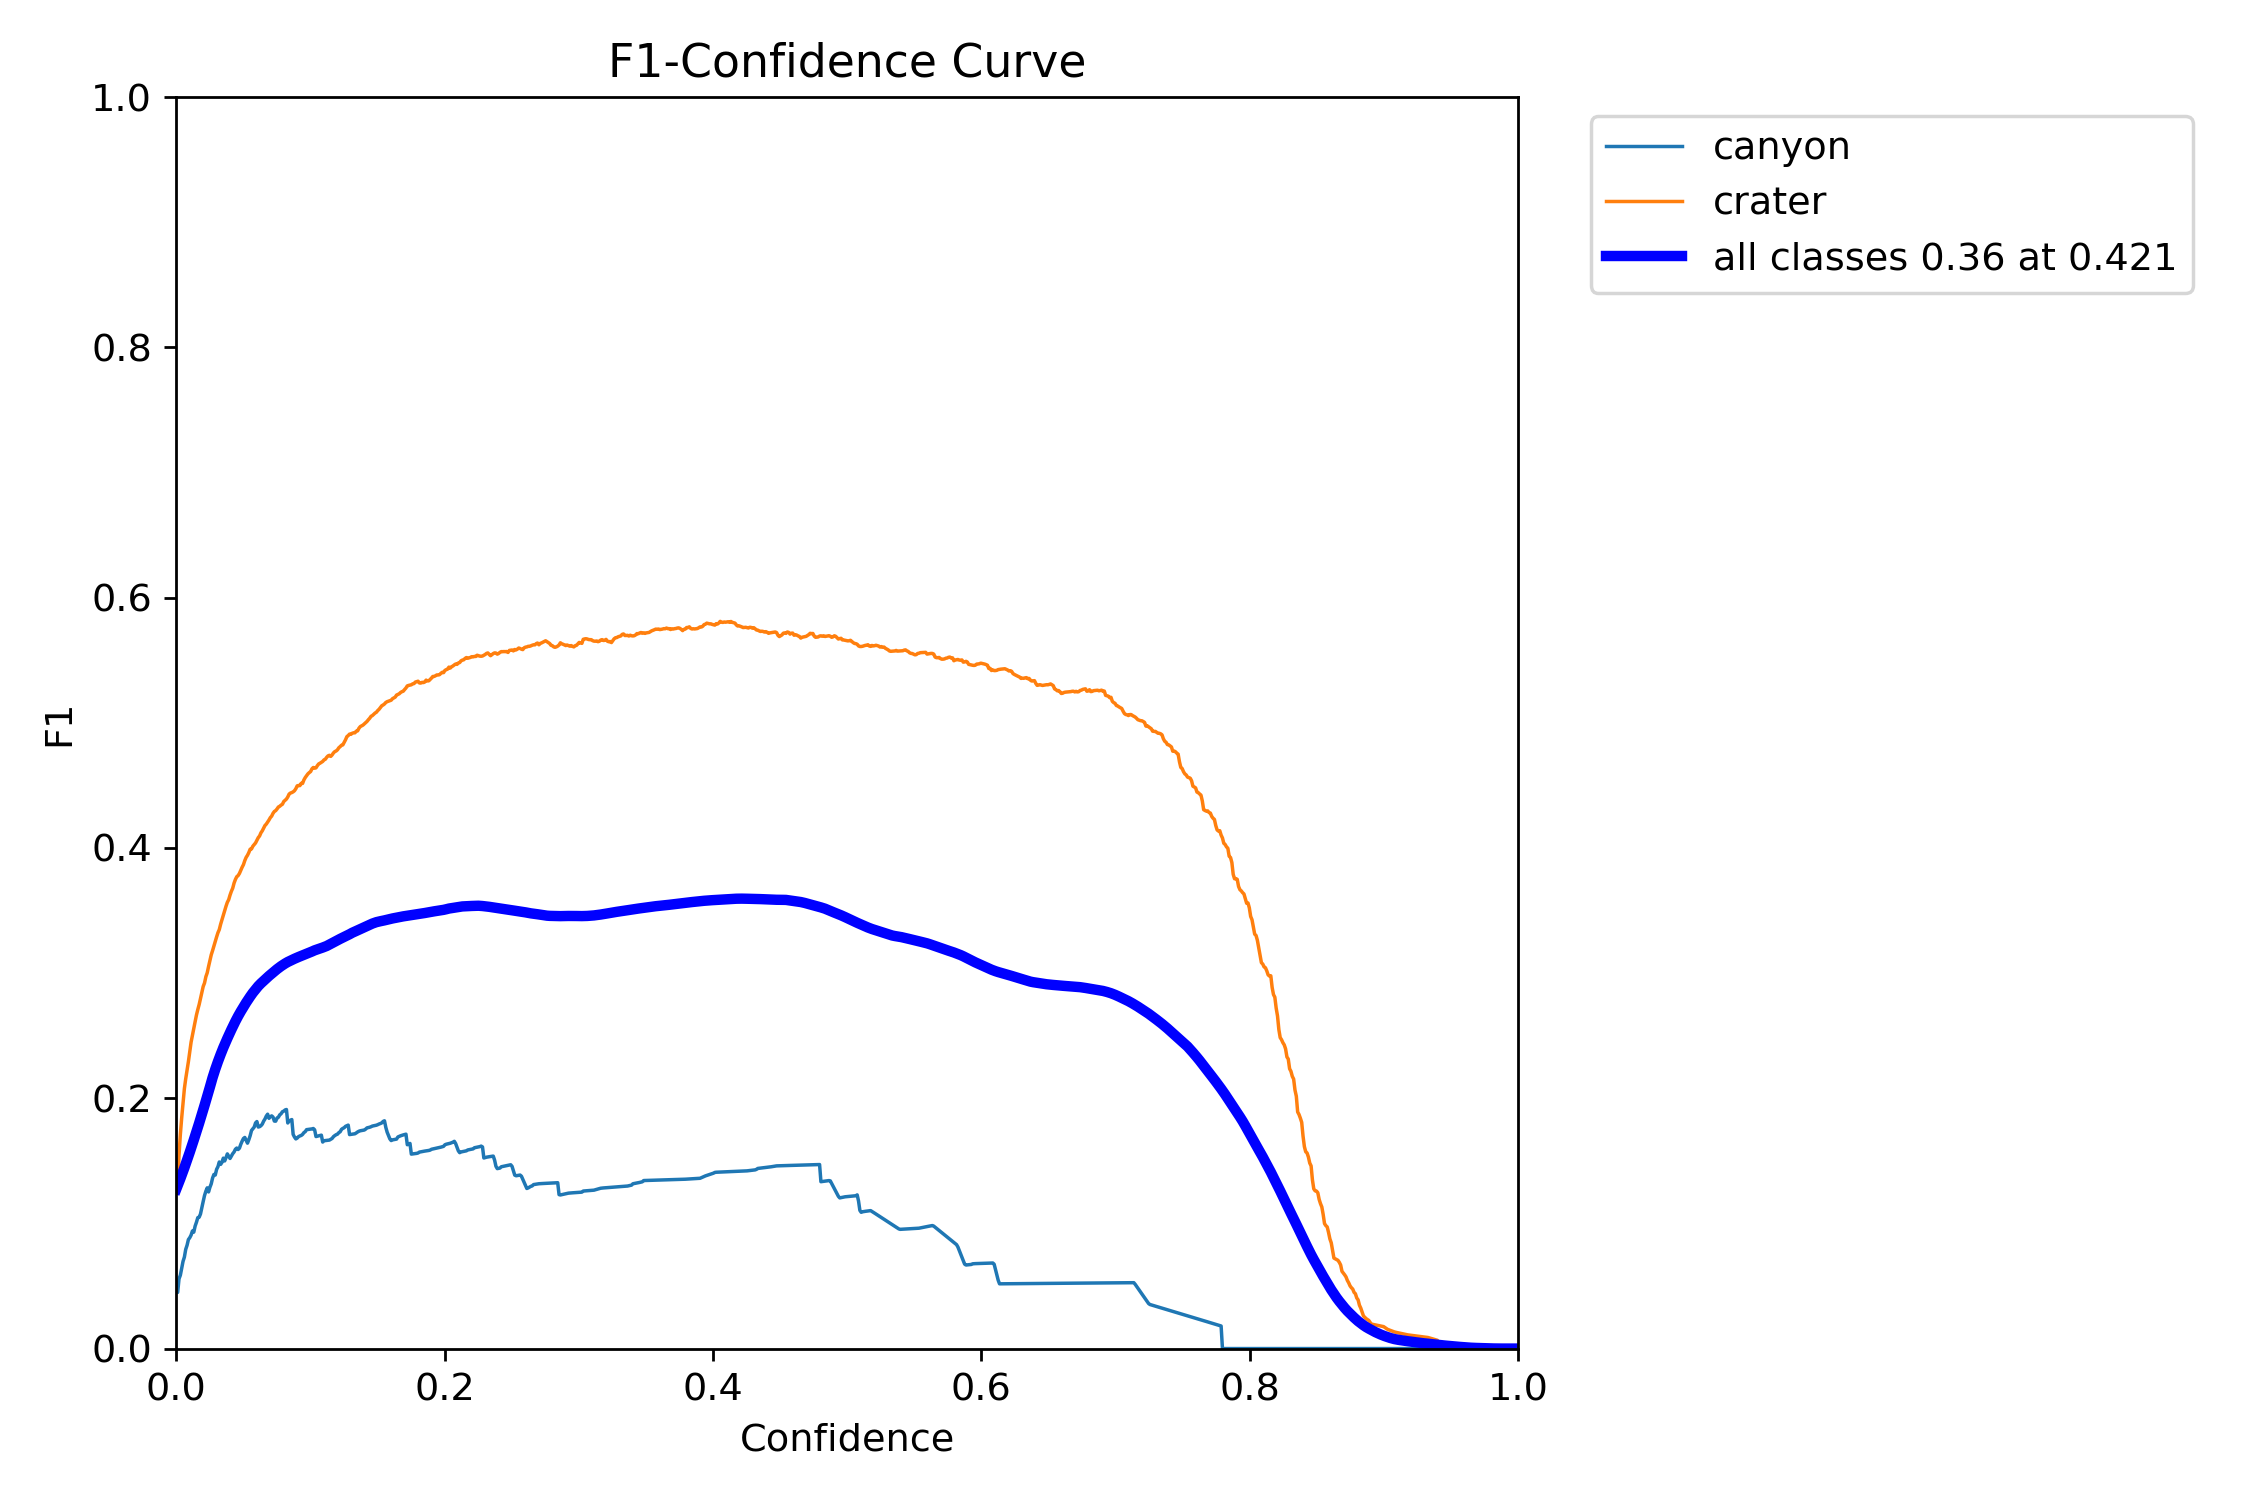 F1-Confidence Curve
1.0
0.8
0.6
0.4
0.2
0.0
F1
0.0 0.2 0.4 0.6 0.8 1.0
Confidence
canyon
crater
all classes 0.36 at 0.421